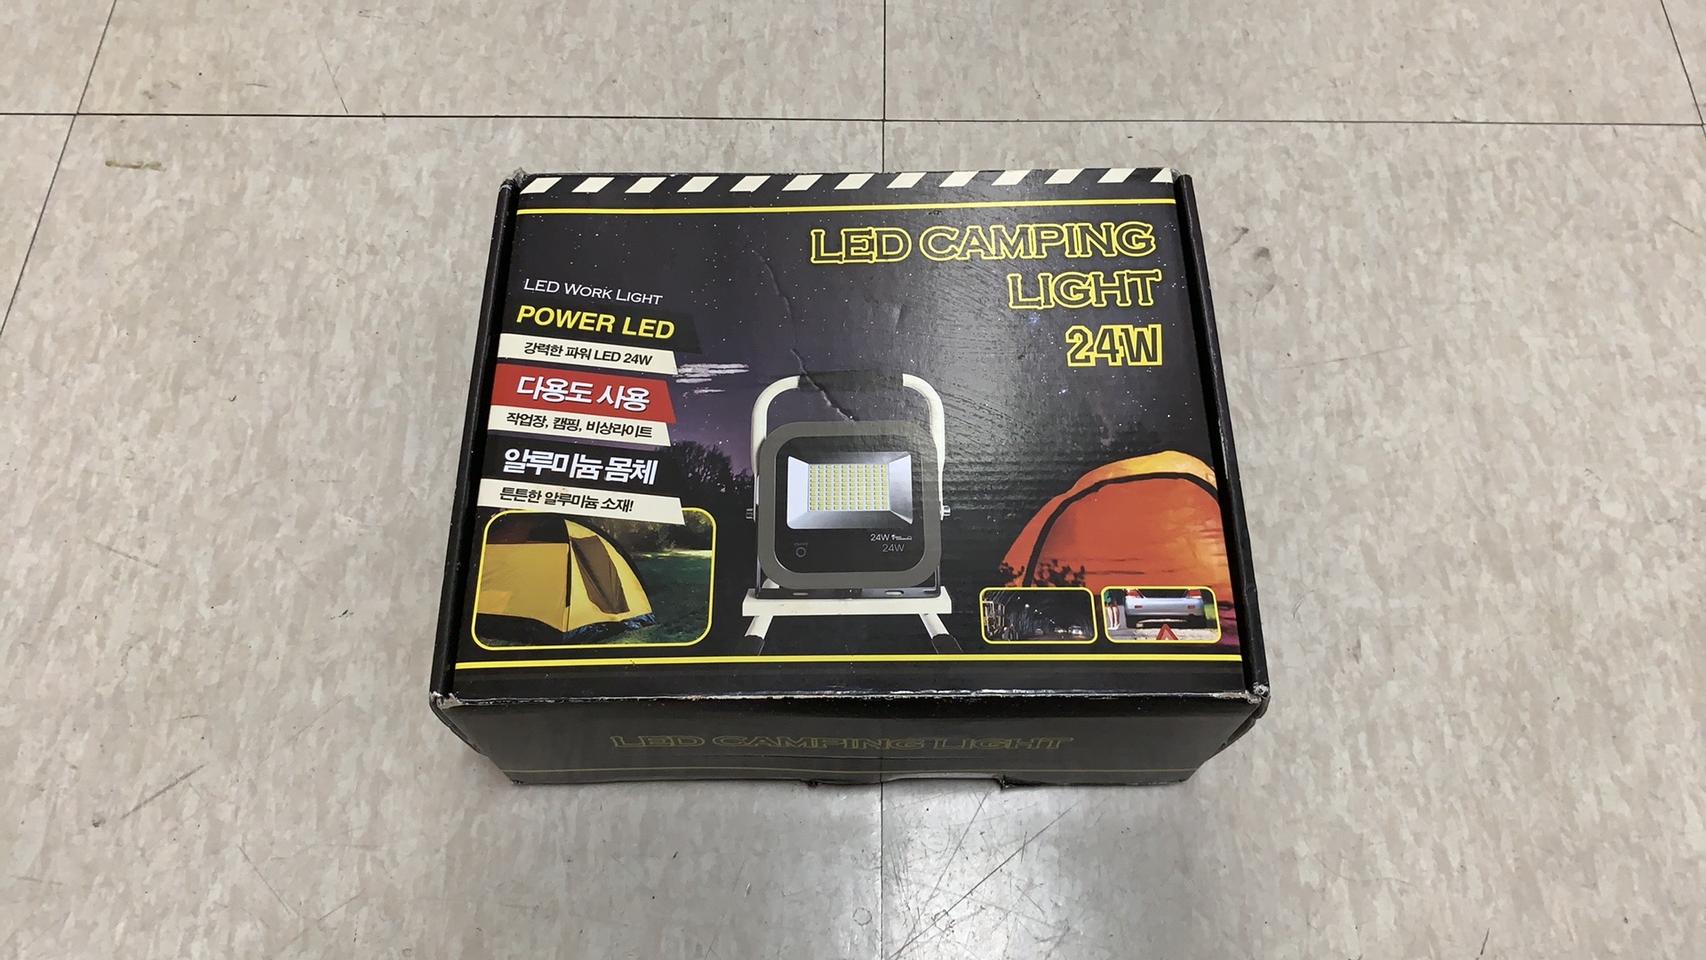 LED CAMPING
LIGHT
24W
LED WORK LIGHT
POWER LED
강력한 파워 LED 24W
다용도 사용
작업장, 캠핑, 비상라이트
알루미늄 몸체
튼튼한 알루미늄 소재!
24W
24W
LED CAMPING LIGHT